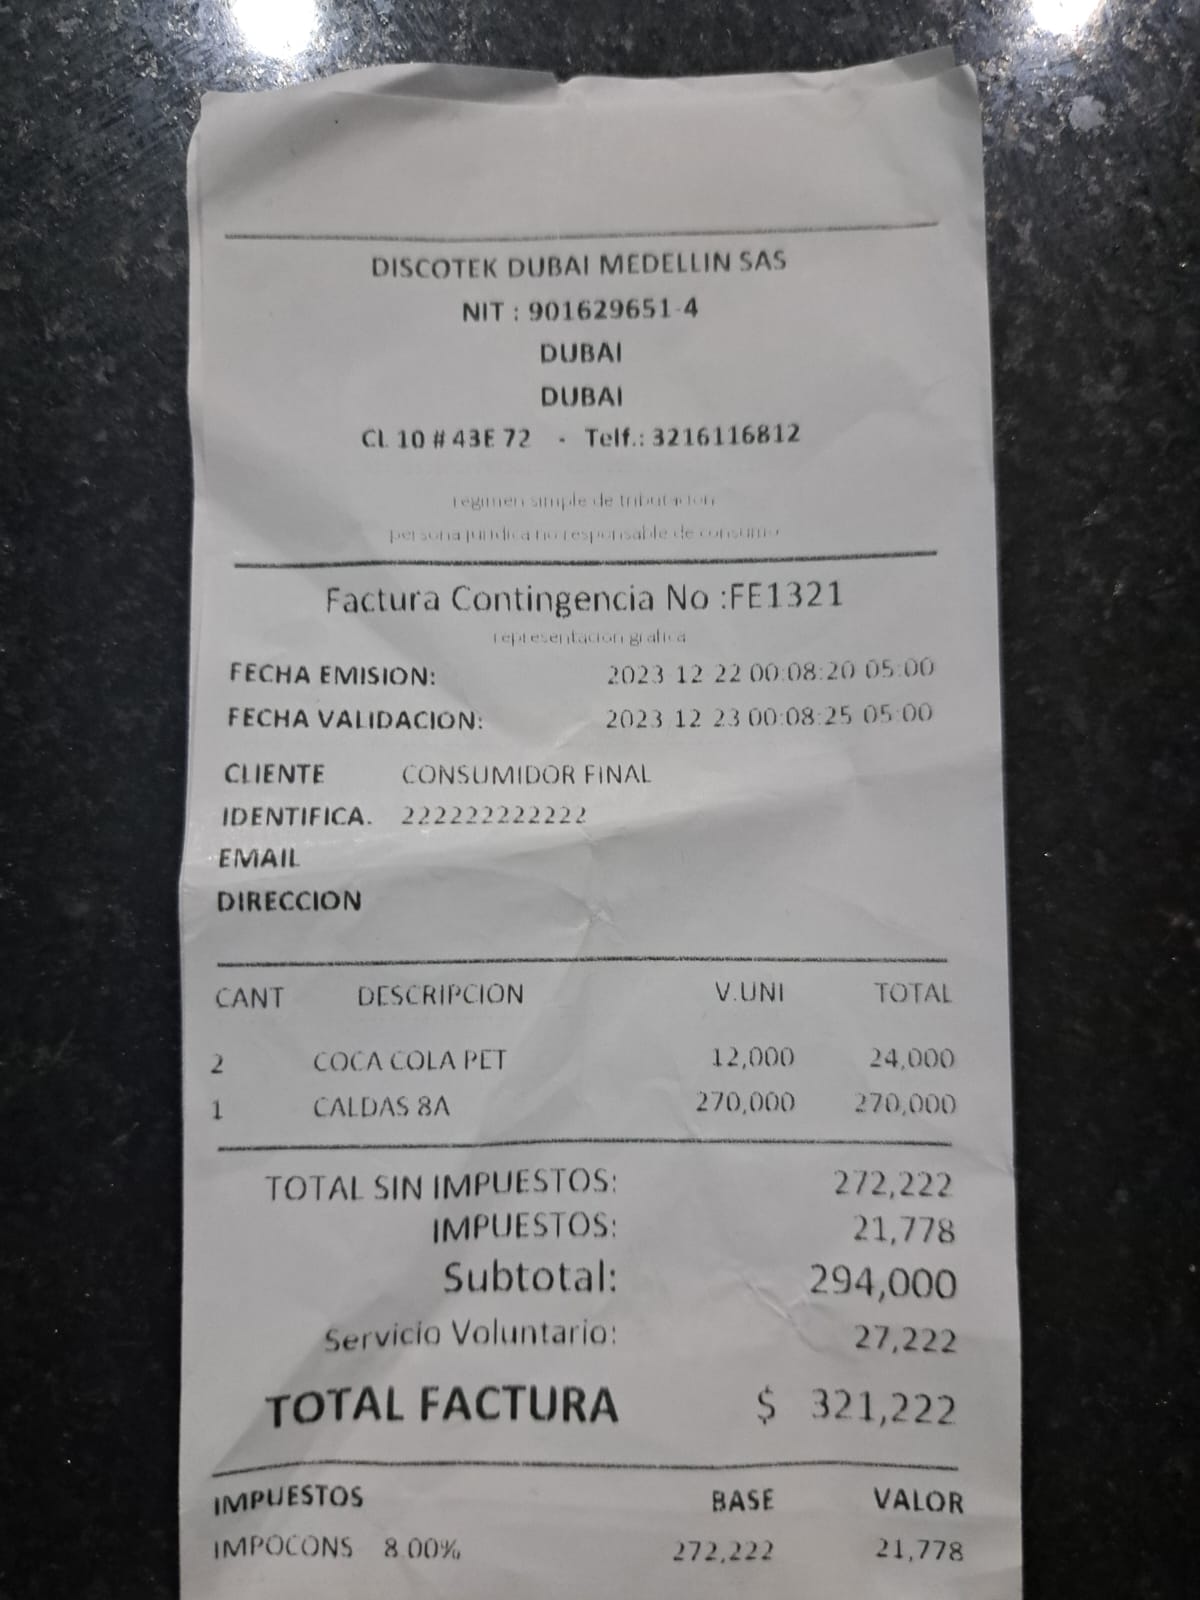 DISCOTEK DUBAI MEDELLIN SAS
NIT : 901629651-4
DUBAI
DUBAI
CL 10 # 43E 72 - Telf.: 3216116812
regimen simple de tributacion
persona juridica no responsable de consumo
Factura Contingencia No :FE1321
representacion grafica
FECHA EMISION: 2023-12-22 00:08:20-05:00
FECHA VALIDACION: 2023-12-23 00:08:25-05:00
CLIENTE CONSUMIDOR FINAL
IDENTIFICA. 222222222222
EMAIL
DIRECCION
CANT DESCRIPCION V.UNI TOTAL
2 COCA COLA PET 12,000 24,000
1 CALDAS 8A 270,000 270,000
TOTAL SIN IMPUESTOS: 272,222
IMPUESTOS: 21,778
Subtotal: 294,000
Servicio Voluntario: 27,222
TOTAL FACTURA $ 321,222
IMPUESTOS BASE VALOR
IMPOCONS 8.00% 272,222 21,778